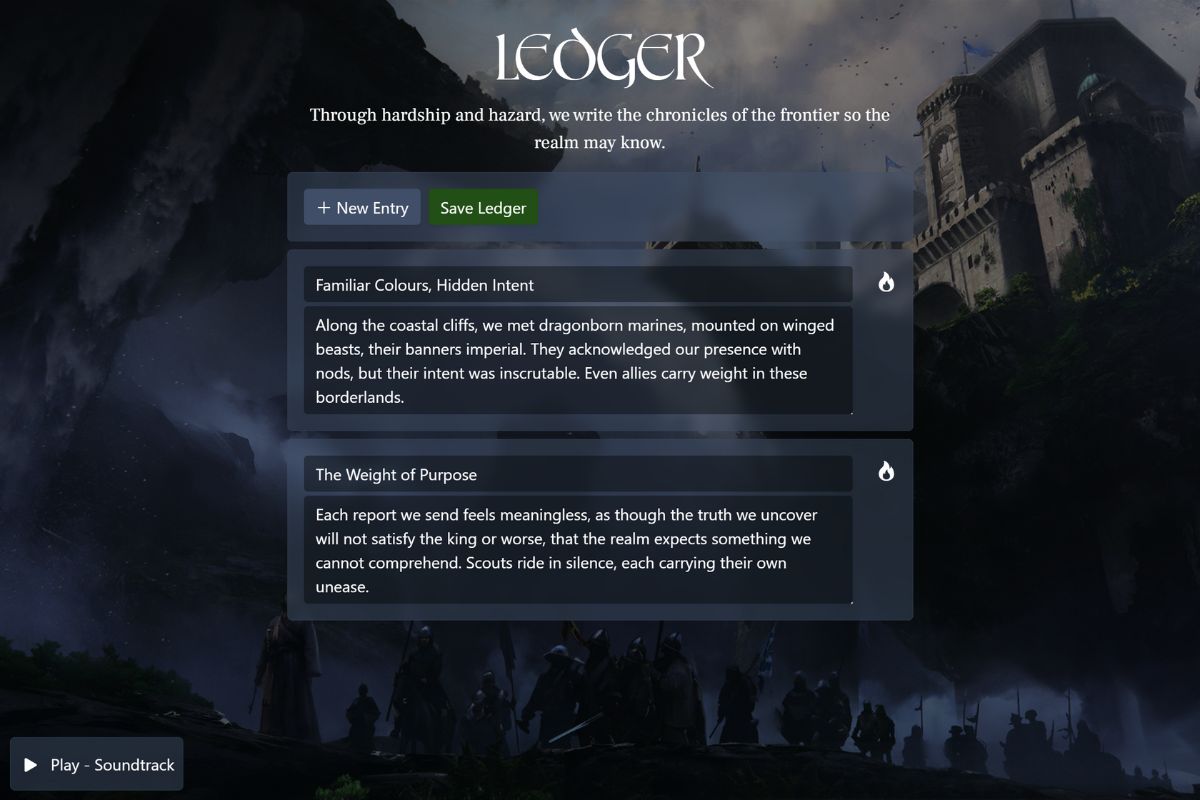 LEDGER
Through hardship and hazard, we write the chronicles of the frontier so the
realm may know.
+ New Entry
Save Ledger
Familiar Colours, Hidden Intent
Along the coastal cliffs, we met dragonborn marines, mounted on winged
beasts, their banners imperial. They acknowledged our presence with
nods, but their intent was inscrutable. Even allies carry weight in these
borderlands.
The Weight of Purpose
Each report we send feels meaningless, as though the truth we uncover
will not satisfy the king or worse, that the realm expects something we
cannot comprehend. Scouts ride in silence, each carrying their own
unease.
Play - Soundtrack